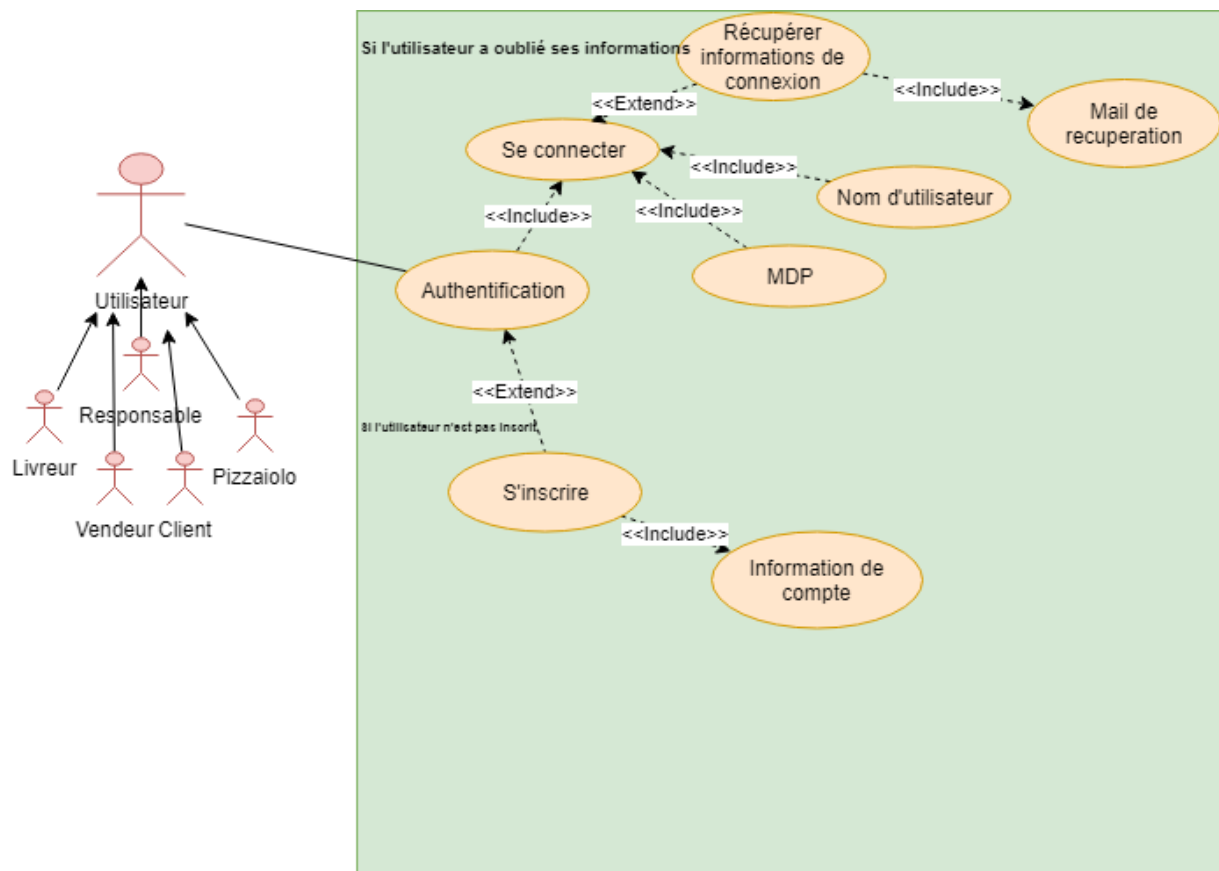 Récupérer
informations de
connexion
Si l'utilisateur a oublié ses informations
<<Include>>
<<Extend>>
Mail de
recuperation
Se connecter
<<Include>>
Nom d'utilisateur
<<Include>>
<<Include>>
MDP
Authentification
Utilisateur
<<Extend>>
Responsable
Si l'utilisateur n'est pas inscrit
Livreur
Pizzaiolo
S'inscrire
Vendeur
Client
<<Include>>
Information de
compte